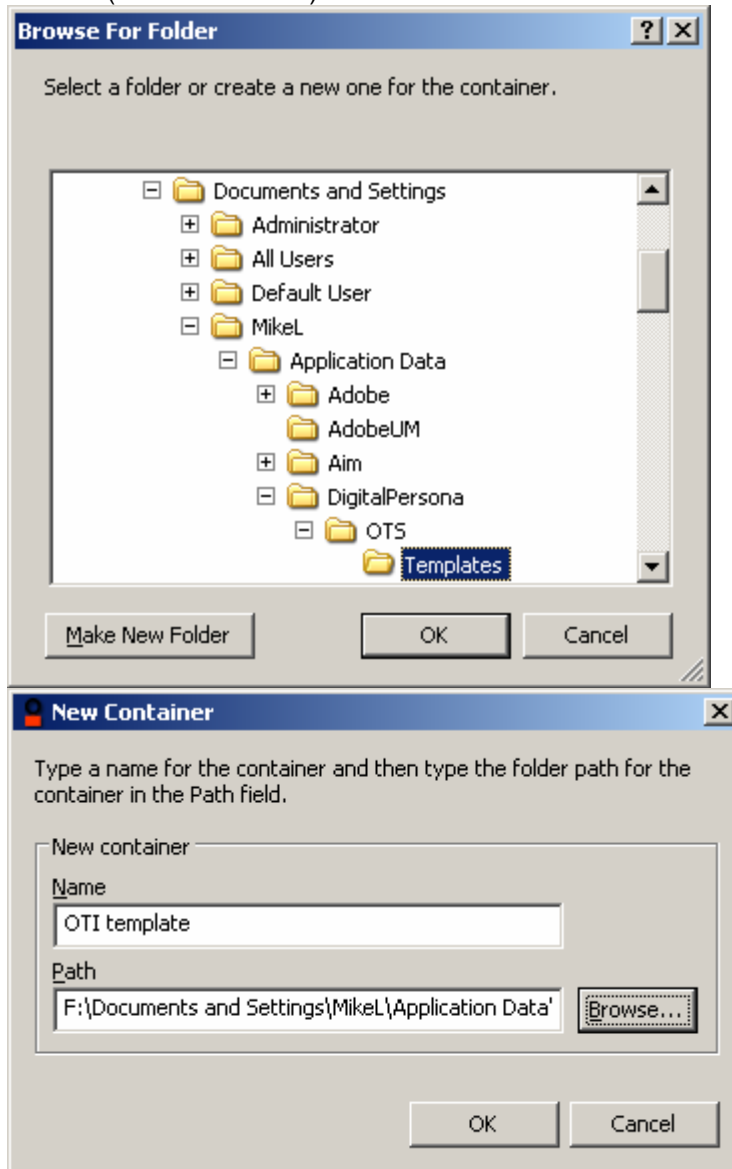 Browse For Folder
Select a folder or create a new one for the container.
Documents and Settings
Administrator
All Users
Default User
MikeL
Application Data
Adobe
AdobeUM
Aim
DigitalPersona
OTS
Templates
Make New Folder OK Cancel
New Container
Type a name for the container and then type the folder path for the
container in the Path field.
New container
Name
OTI template
Path
F:\Documents and Settings\MikeL\Application Data' Browse...
OK Cancel